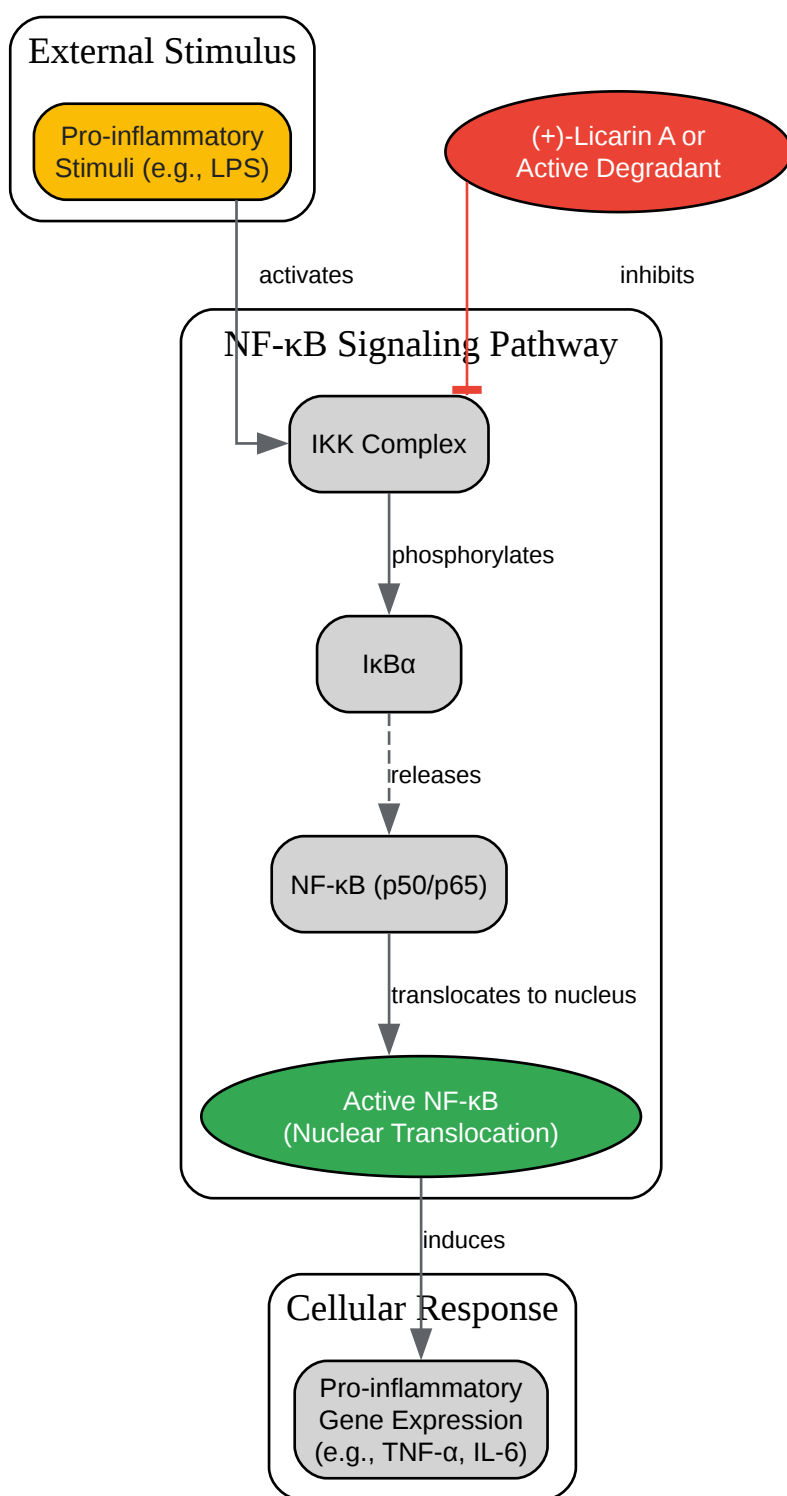 External Stimulus
Pro-inflammatory
Stimuli (e.g., LPS)
(+)-Licarin A or
Active Degradant
activates
inhibits
NF-κB Signaling Pathway
IKK Complex
phosphorylates
IκBα
releases
NF-κB (p50/p65)
translocates to nucleus
Active NF-κB
(Nuclear Translocation)
induces
Cellular Response
Pro-inflammatory
Gene Expression
(e.g., TNF-α, IL-6)